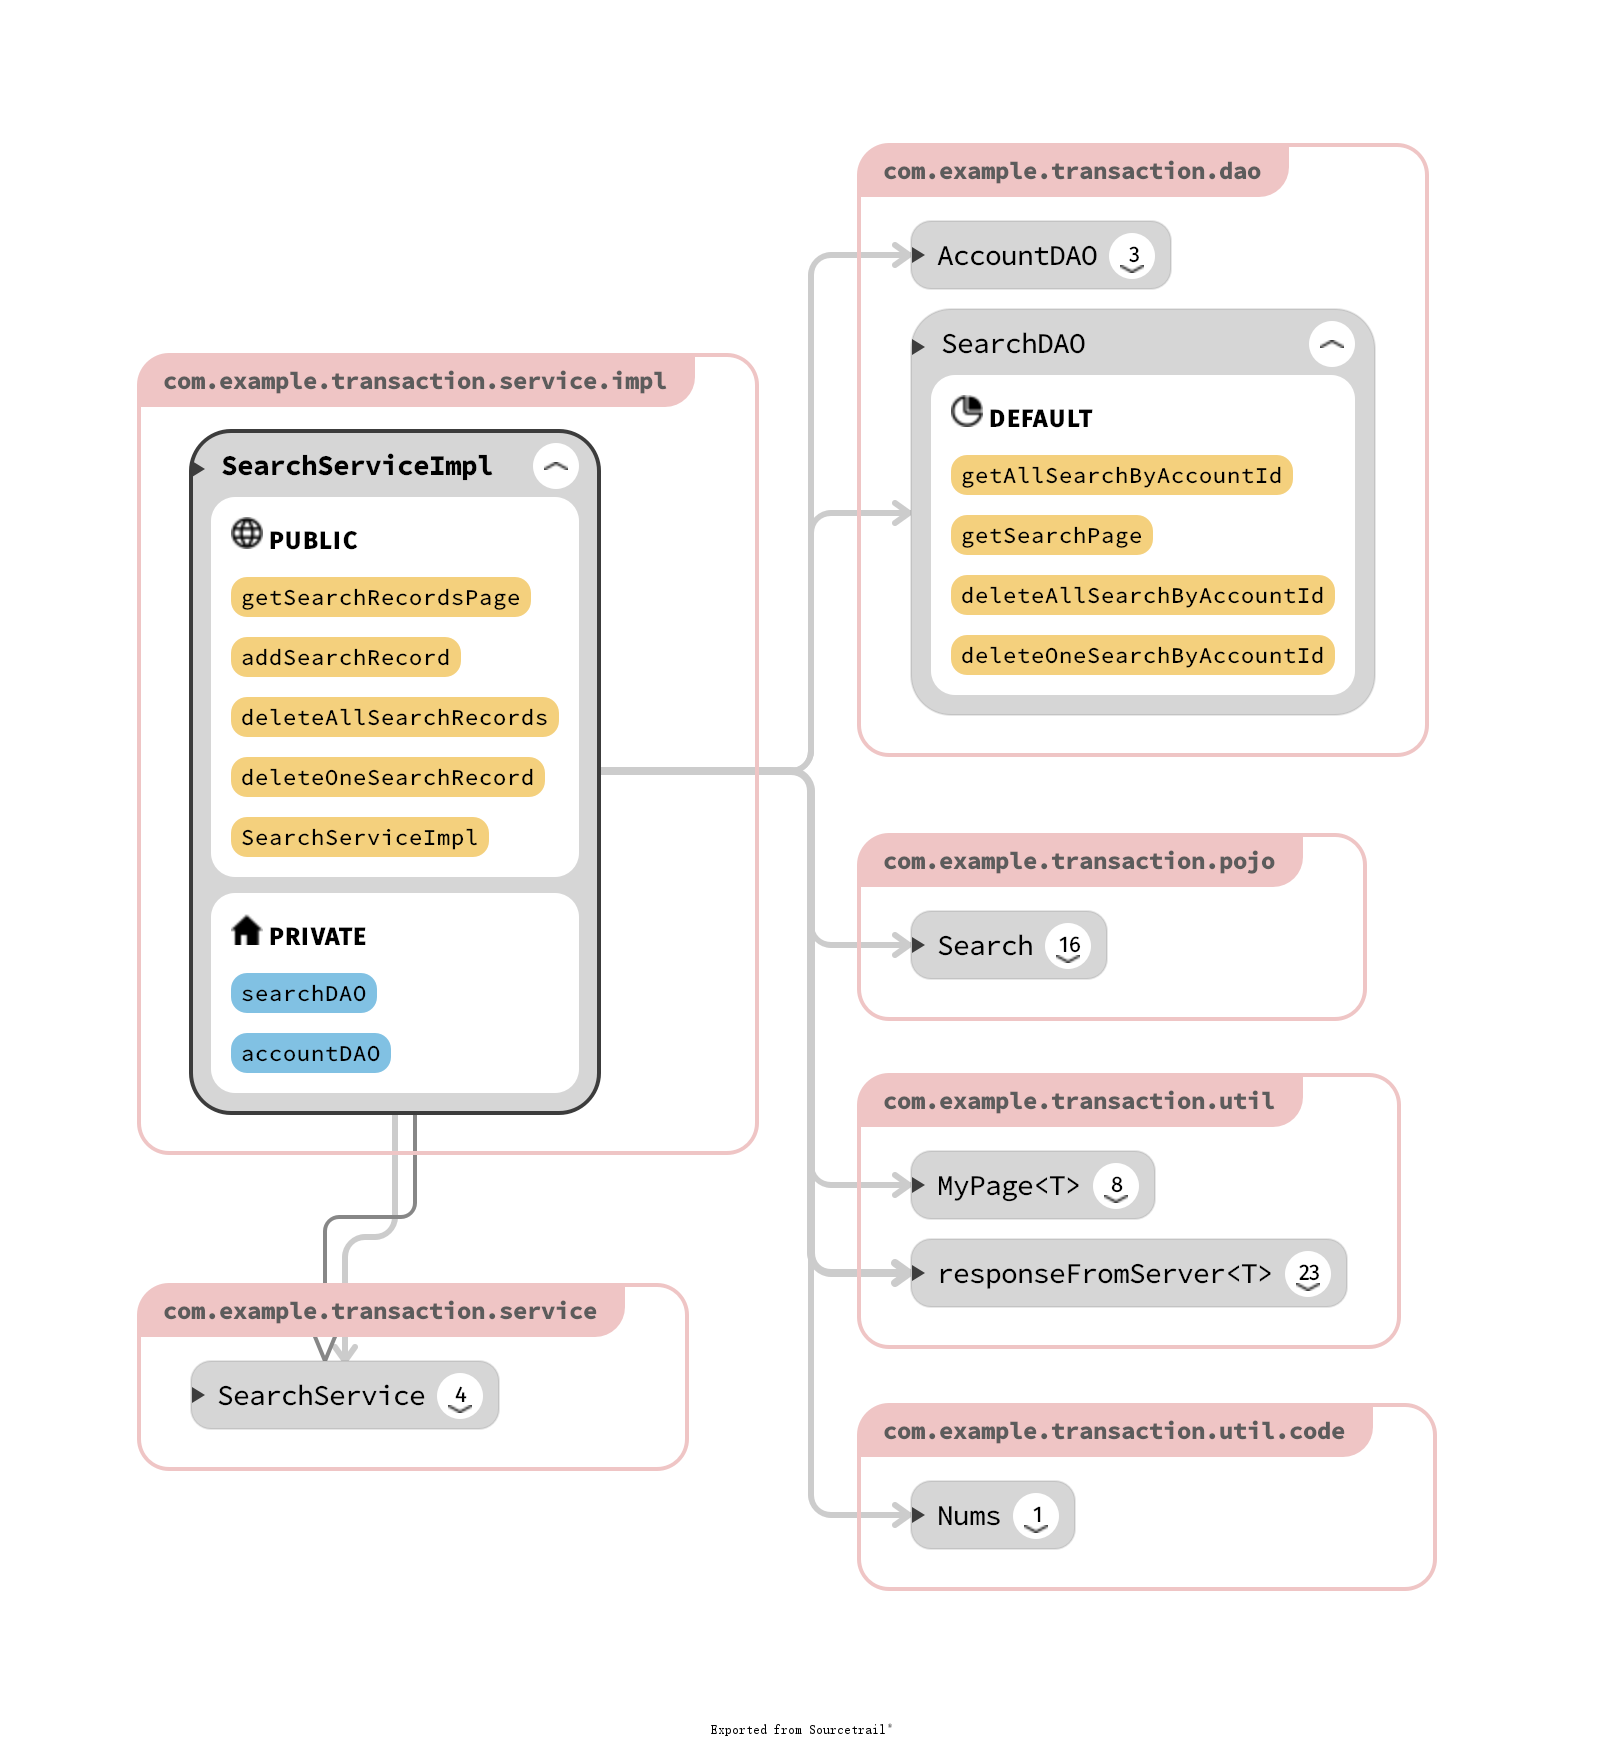 com.example.transaction.service.impl
SearchServiceImpl
PUBLIC
getSearchRecordsPage
addSearchRecord
deleteAllSearchRecords
deleteOneSearchRecord
SearchServiceImpl
PRIVATE
searchDAO
accountDAO
com.example.transaction.service
SearchService 4
com.example.transaction.dao
AccountDAO 3
SearchDAO
DEFAULT
getAllSearchByAccountId
getSearchPage
deleteAllSearchByAccountId
deleteOneSearchByAccountId
com.example.transaction.pojo
Search 16
com.example.transaction.util
MyPage<T> 8
responseFromServer<T> 23
com.example.transaction.util.code
Nums 1
Exported from Sourcetrail®